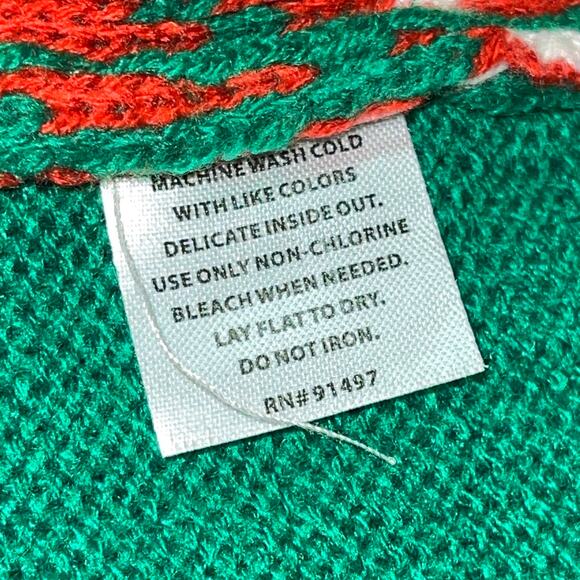 MACHINE WASH COLD
WITH LIKE COLORS
DELICATE INSIDE OUT.
USE ONLY NON-CHLORINE
BLEACH WHEN NEEDED.
LAY FLAT TO DRY.
DO NOT IRON.
RN# 91497